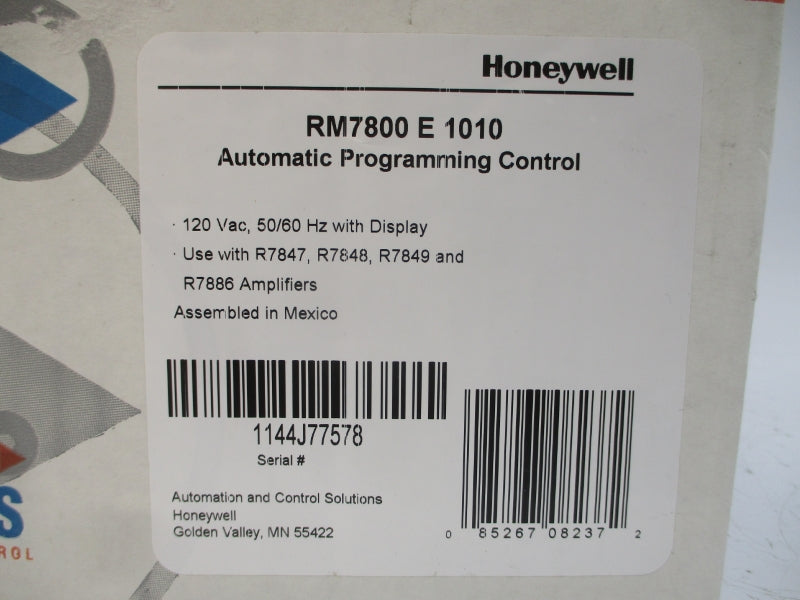 Honeywell
RM7800 E 1010
Automatic Programming Control
· 120 Vac, 50/60 Hz with Display
· Use with R7847, R7848, R7849 and
R7886 Amplifiers
Assembled in Mexico
1144J77578
Serial #
Automation and Control Solutions
Honeywell
Golden Valley, MN 55422
0 85267 08237 2
S
ROL